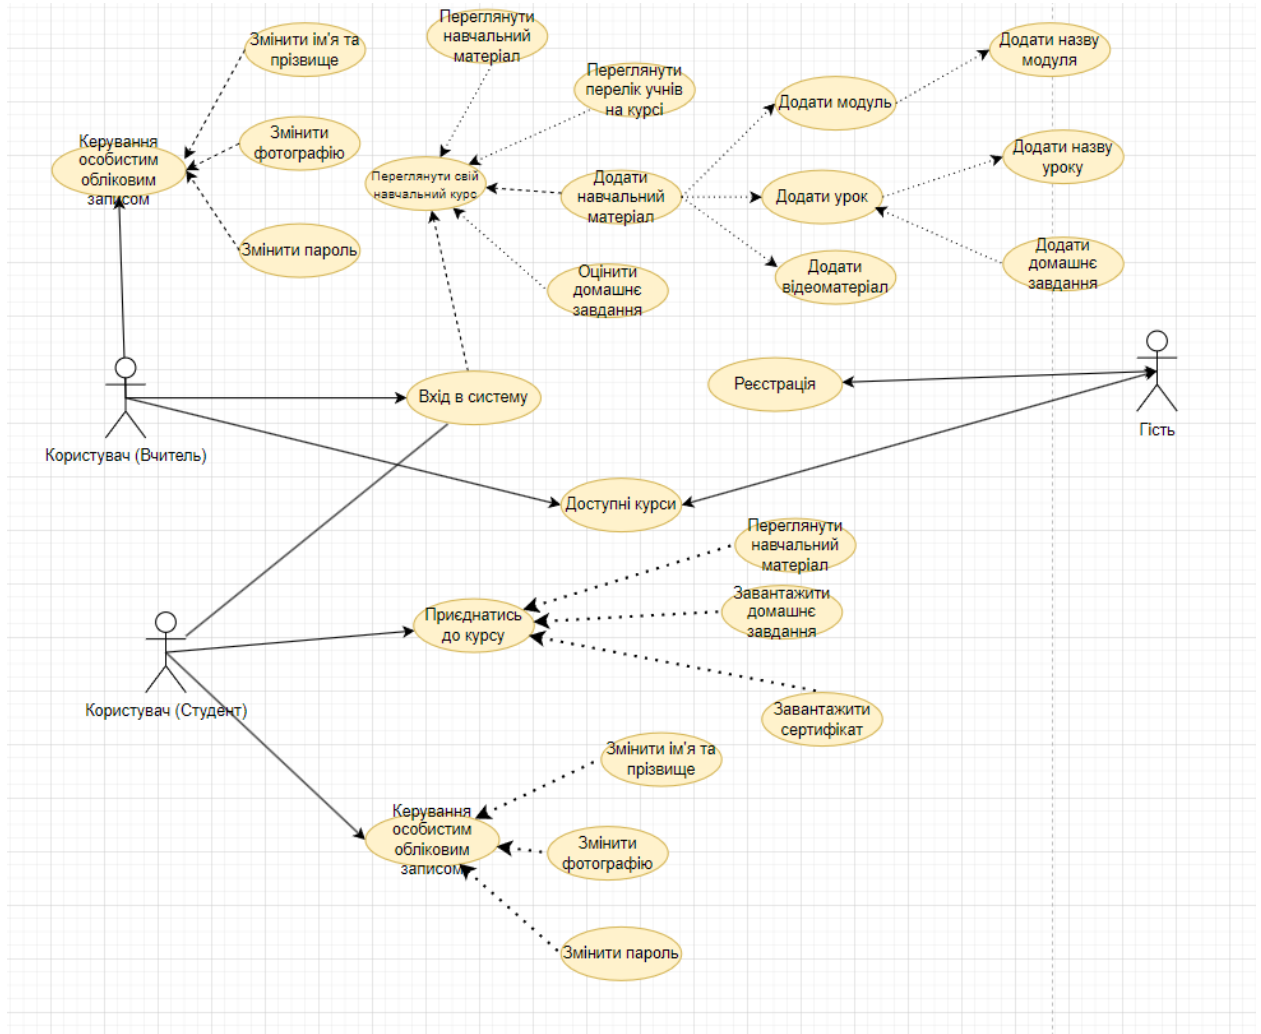 Змінити ім'я та
прізвище
Переглянути
навчальний
матеріал
Переглянути
перелік учнів
на курсі
Додати назву
модуля
Додати модуль
Керування
особистим
обліковим
записом
Змінити
фотографію
Переглянути свій
навчальний курс
Додати
навчальний
матеріал
Додати урок
Додати назву
уроку
Змінити пароль
Оцінити
домашнє
завдання
Додати
відеоматеріал
Додати
домашнє
завдання
Вхід в систему
Реєстрація
Користувач (Вчитель)
Гість
Доступні курси
Переглянути
навчальний
матеріал
Приєднатись
до курсу
Завантажити
домашнє
завдання
Користувач (Студент)
Завантажити
сертифікат
Змінити ім'я та
прізвище
Керування
особистим
обліковим
записом
Змінити
фотографію
Змінити пароль